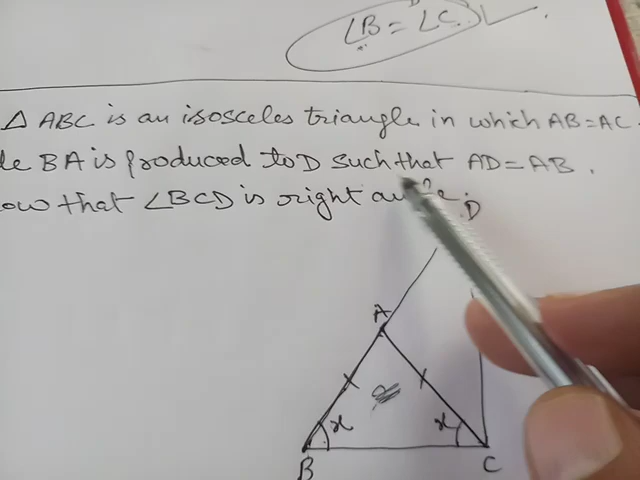 ∠B = ∠C.
△ ABC is an isosceles triangle in which AB=AC
BA is produced to D such that AD=AB.
that ∠BCD is right angle.
D
A
x x
B C